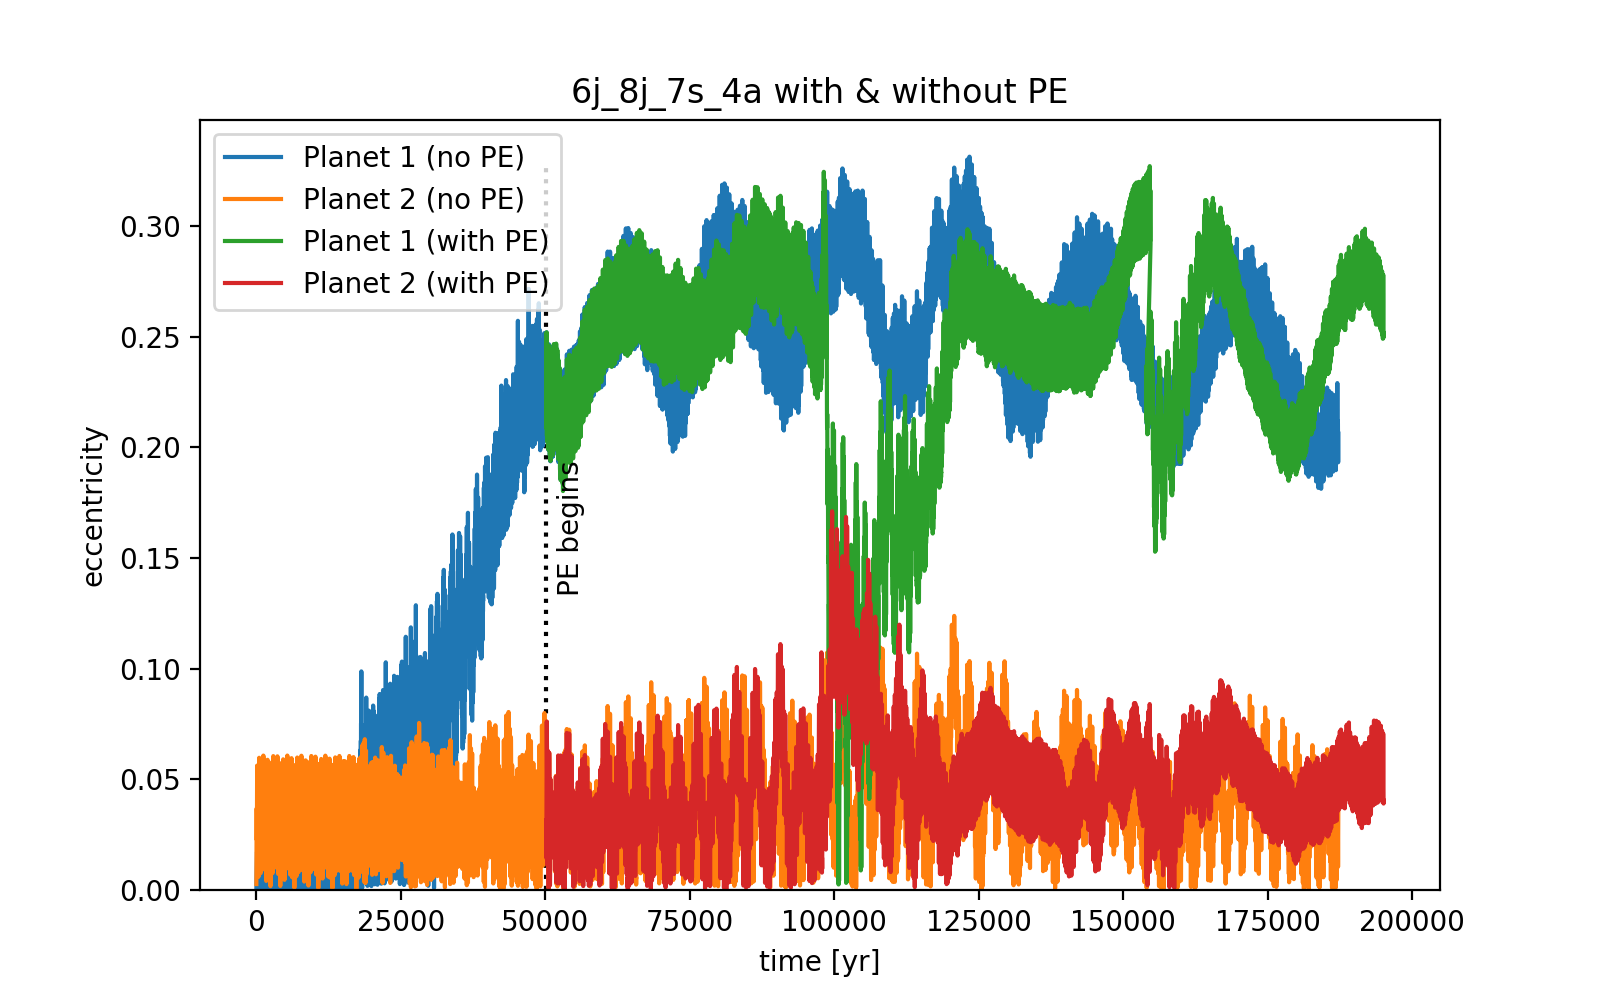 6j_8j_7s_4a with & without PE
Planet 1 (no PE)
Planet 2 (no PE)
Planet 1 (with PE)
Planet 2 (with PE)
PE begins
eccentricity
0.30
0.25
0.20
0.15
0.10
0.05
0.00
0
25000
50000
75000
100000
125000
150000
175000
200000
time [yr]